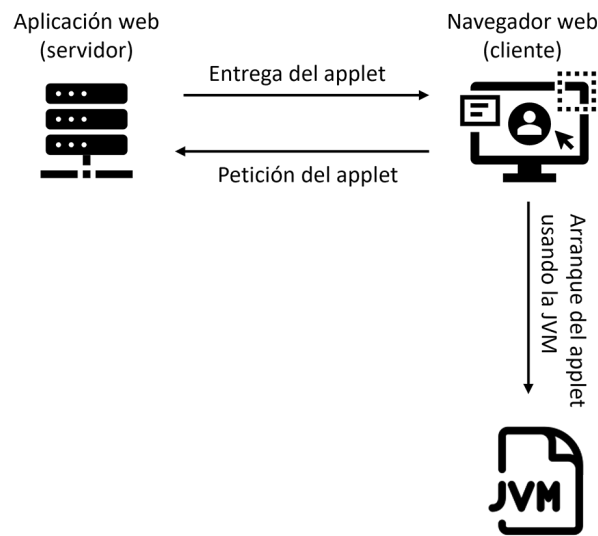 Aplicación web
(servidor)
Navegador web
(cliente)
Entrega del applet
Petición del applet
Arranque del applet
usando la JVM
JVM